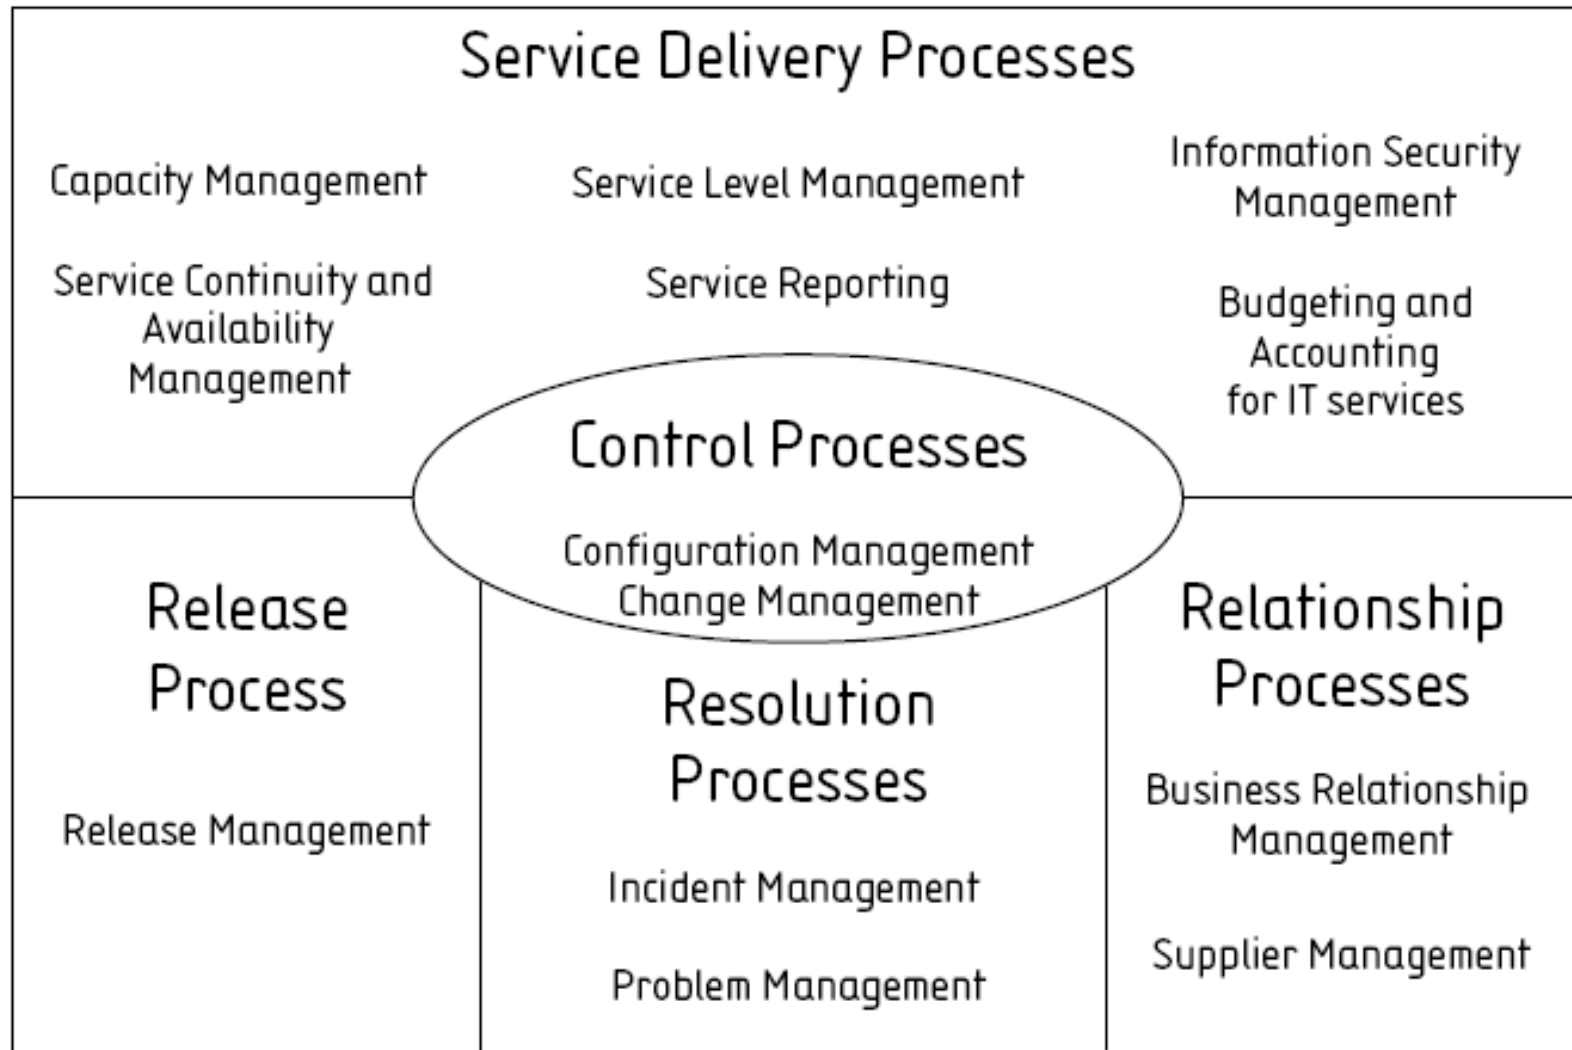 Service Delivery Processes
Capacity Management
Service Continuity and
Availability
Management
Service Level Management
Service Reporting
Information Security
Management
Budgeting and
Accounting
for IT services
Control Processes
Configuration Management
Change Management
Release
Process
Release Management
Resolution
Processes
Incident Management
Problem Management
Relationship
Processes
Business Relationship
Management
Supplier Management